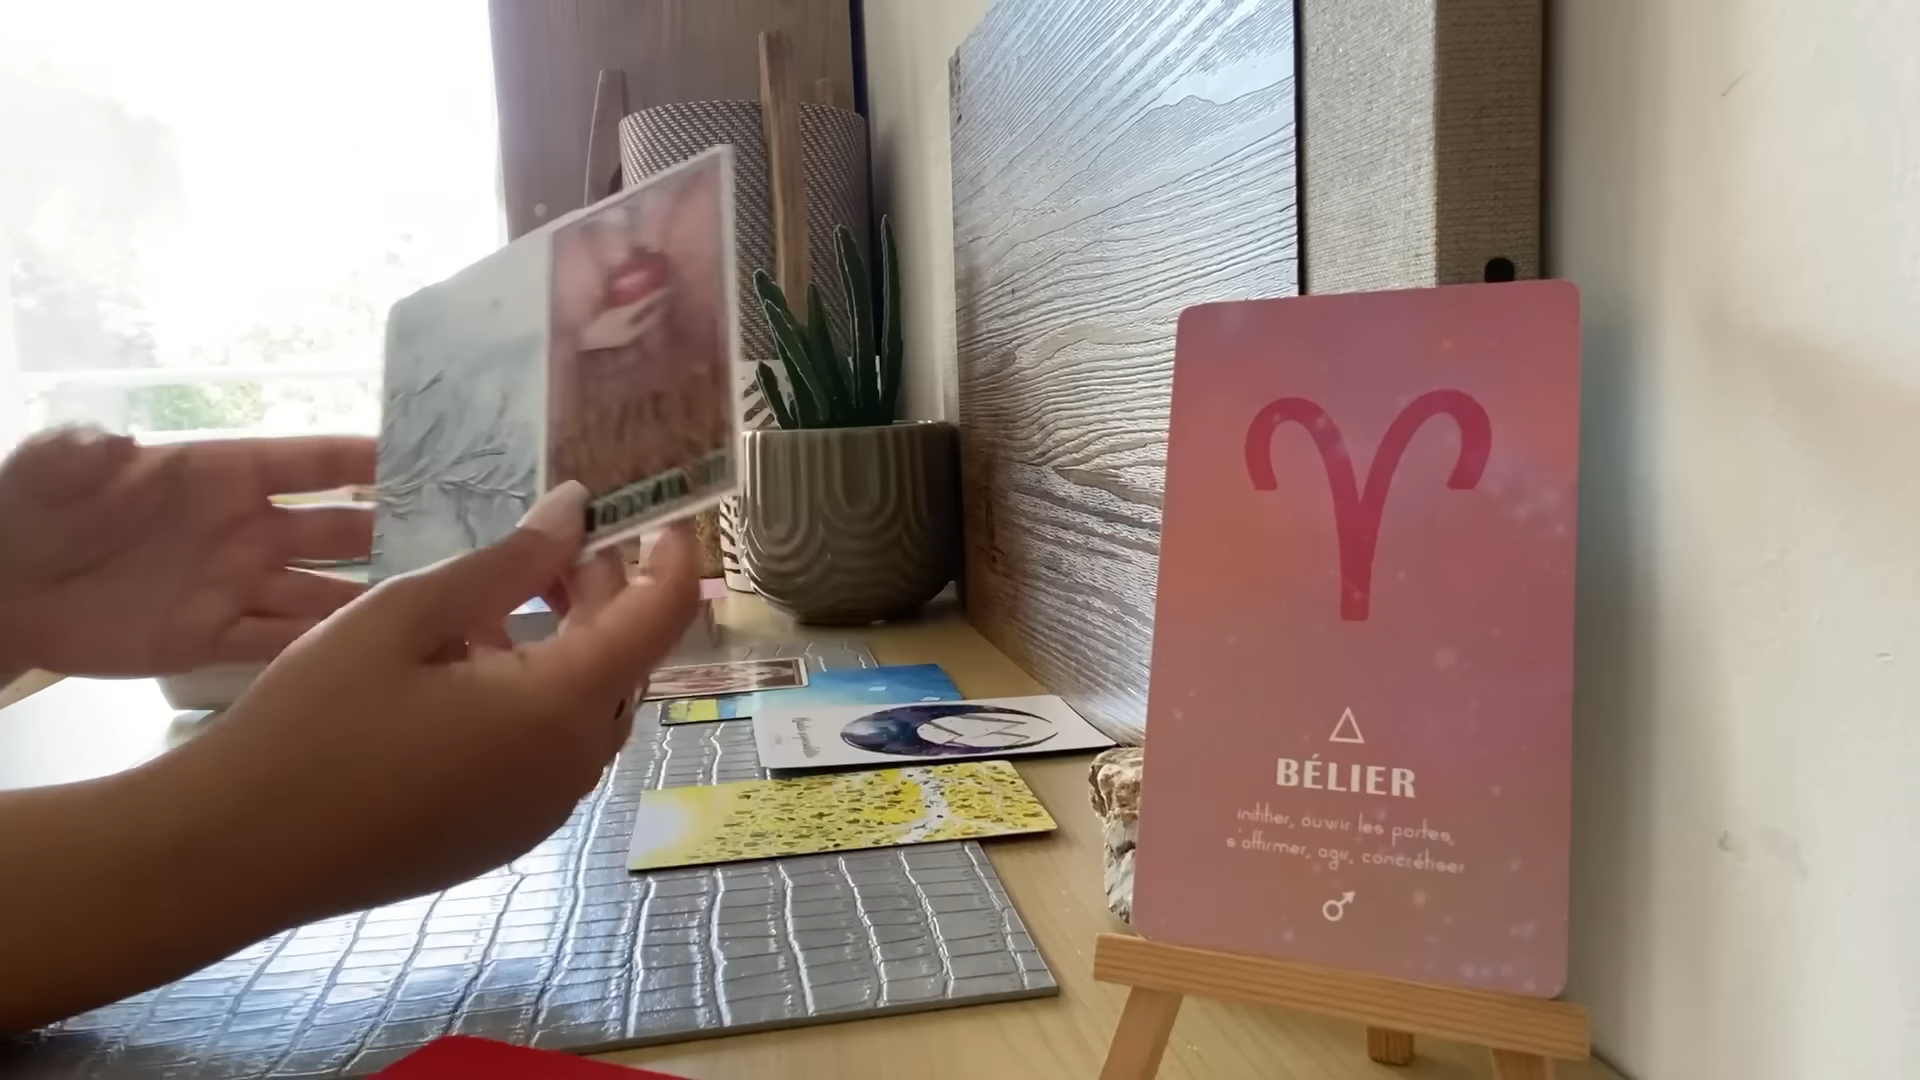 BÉLIER
initier, ouvrir les portes,
s'affirmer, agir, concrétiser